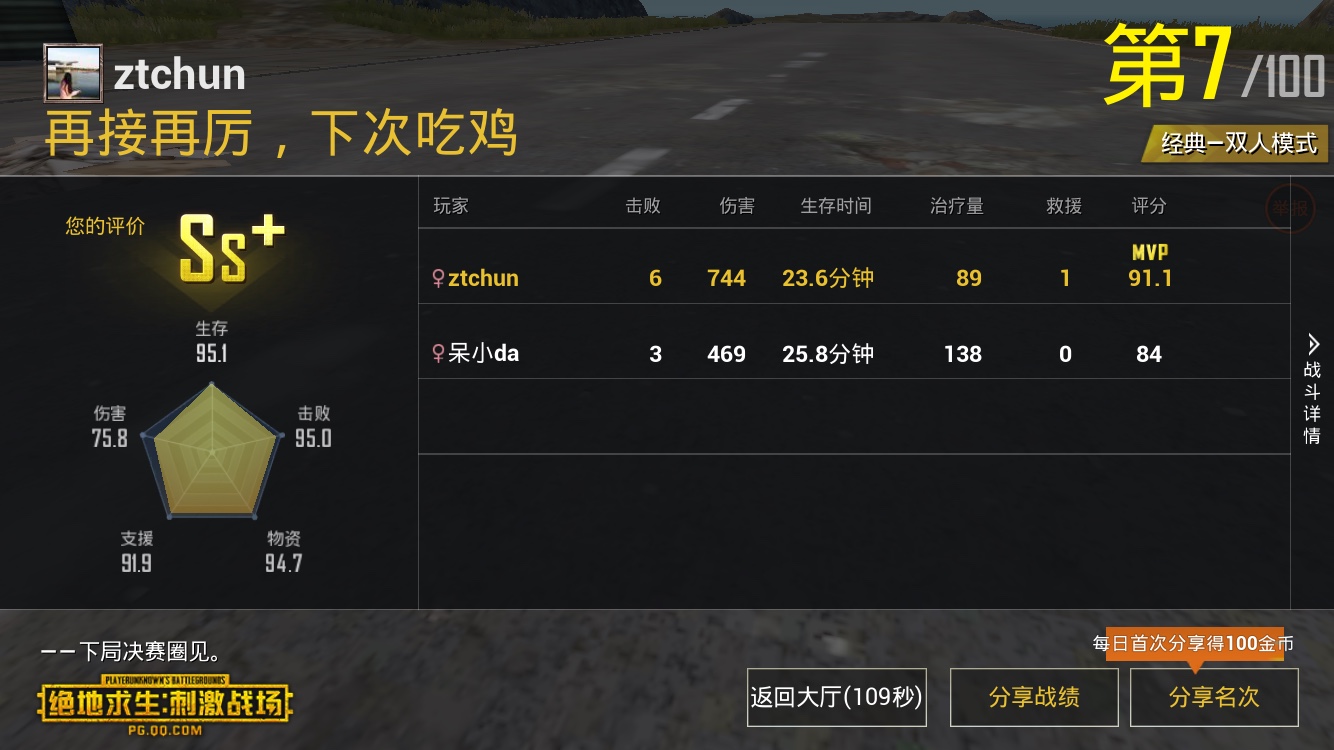 ztchun
再接再厉，下次吃鸡
第7/100
经典—双人模式
您的评价
Ss+
生存
95.1
伤害
75.8
击败
95.0
支援
91.9
物资
94.7
玩家 击败 伤害 生存时间 治疗量 救援 评分
举报
MVP
♀ztchun 6 744 23.6分钟 89 1 91.1
♀呆小da 3 469 25.8分钟 138 0 84
战斗详情
——下局决赛圈见。
PLAYERUNKNOWN'S BATTLEGROUNDS
绝地求生:刺激战场
PG.QQ.COM
每日首次分享得100金币
返回大厅(109秒)
分享战绩
分享名次